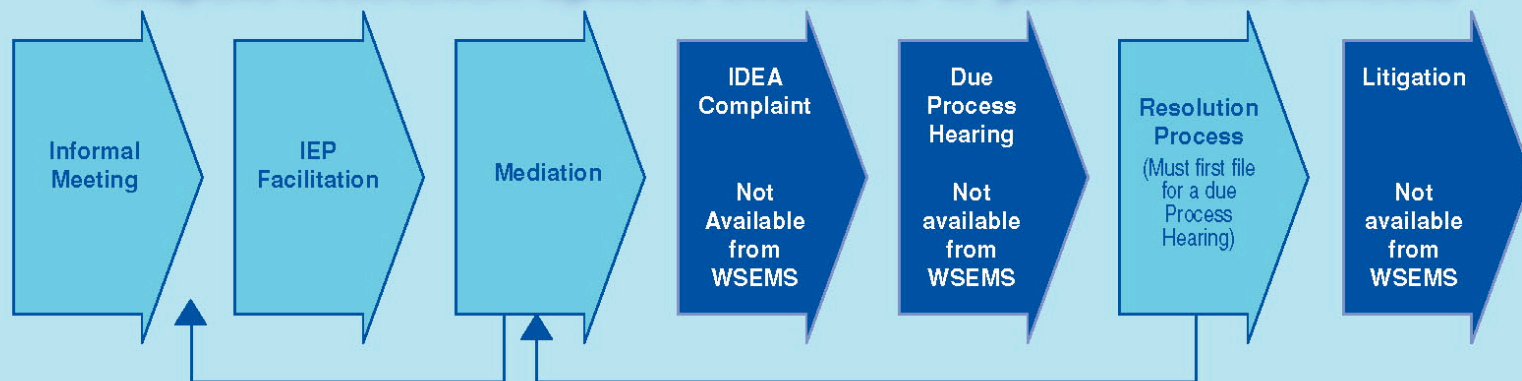 Informal
Meeting
IEP
Facilitation
Mediation
IDEA
Complaint
Not
Available
from
WSEMS
Due
Process
Hearing
Not
available
from
WSEMS
Resolution
Process
(Must first file
for a due
Process
Hearing)
Litigation
Not
available
from
WSEMS